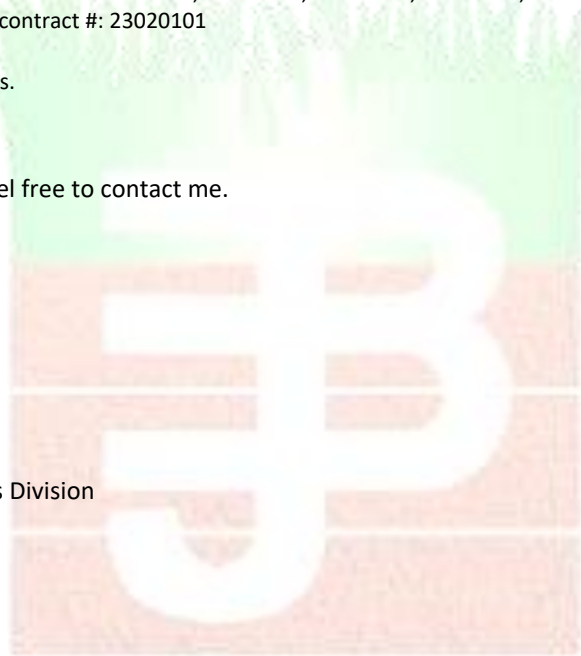 contract #: 23020101
s.
el free to contact me.
s Division